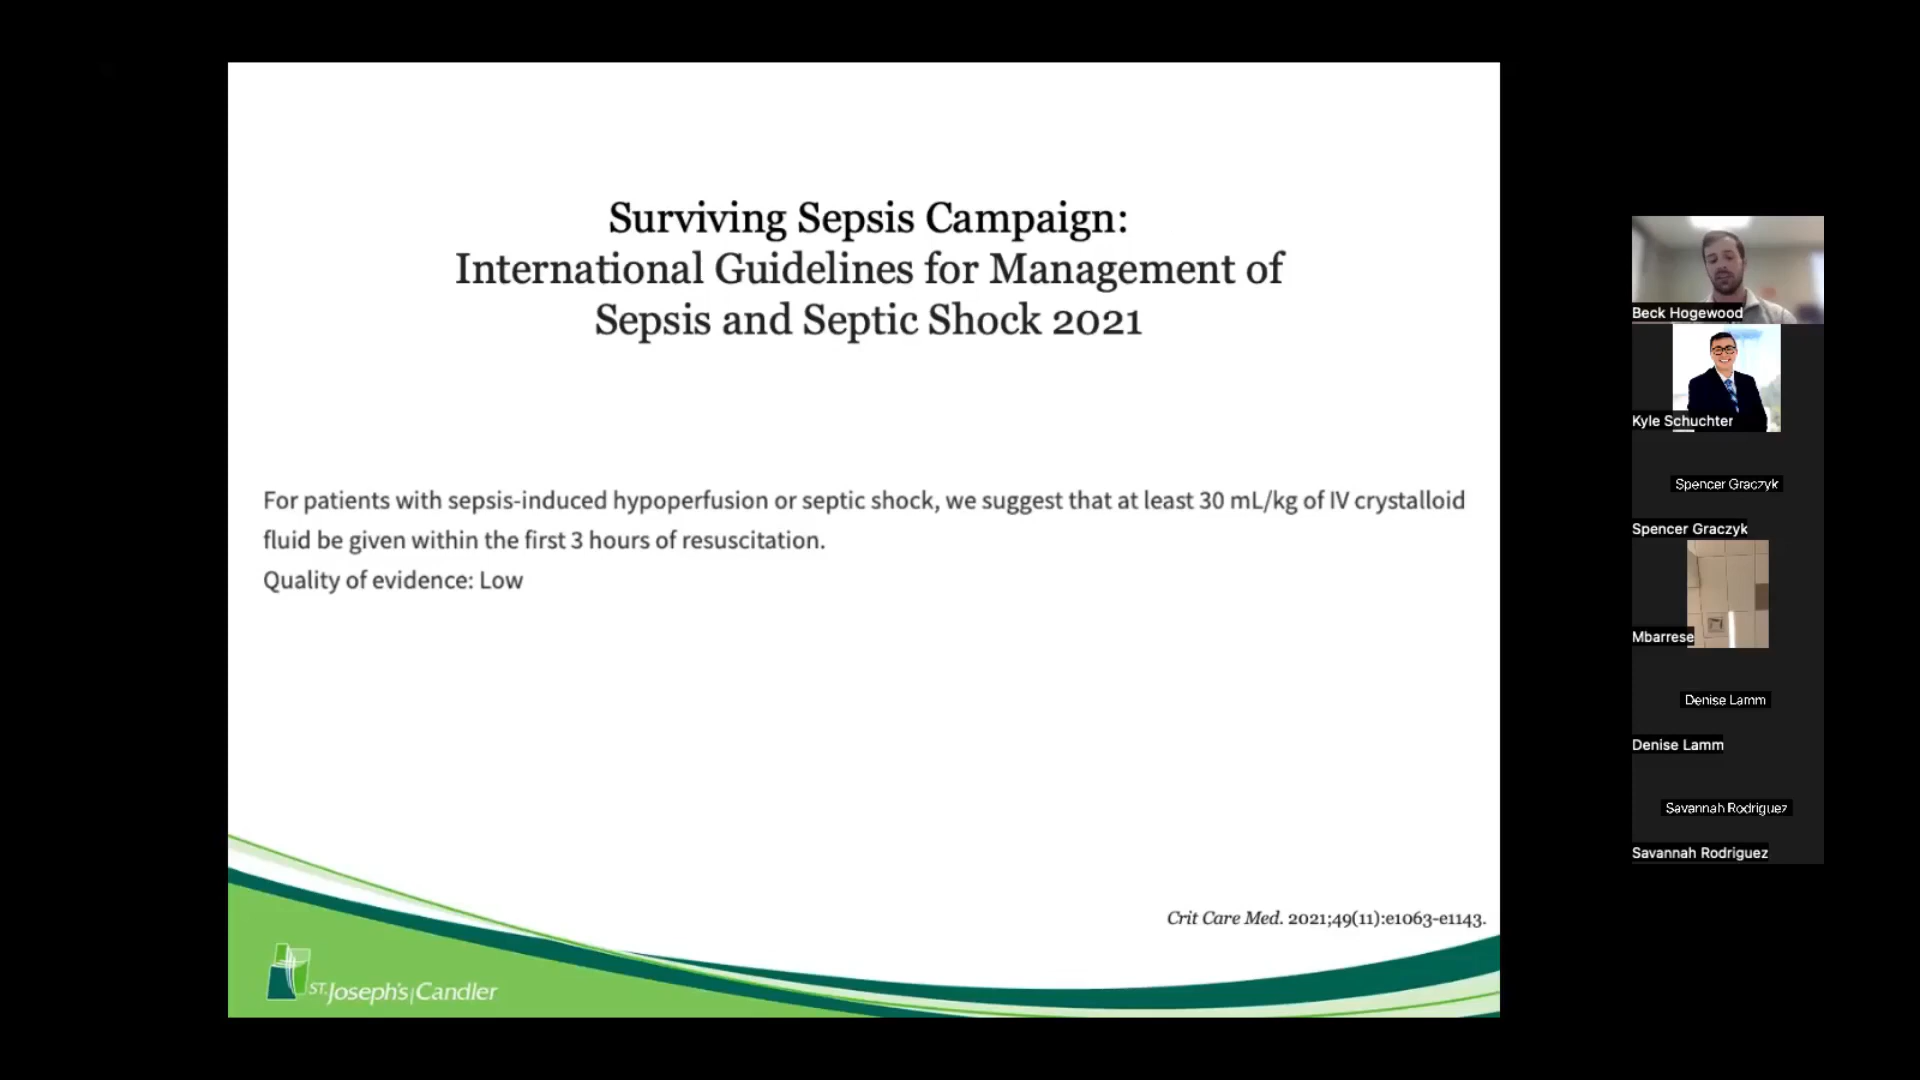 Surviving Sepsis Campaign:
International Guidelines for Management of
Sepsis and Septic Shock 2021
For patients with sepsis-induced hypoperfusion or septic shock, we suggest that at least 30 mL/kg of IV crystalloid
fluid be given within the first 3 hours of resuscitation.
Quality of evidence: Low
Crit Care Med. 2021;49(11):e1063-e1143.
ST. Joseph's|Candler
Beck Hogewood
Kyle Schuchter
Spencer Graczyk
Spencer Graczyk
Mbarrese
Denise Lamm
Denise Lamm
Savannah Rodriguez
Savannah Rodriguez